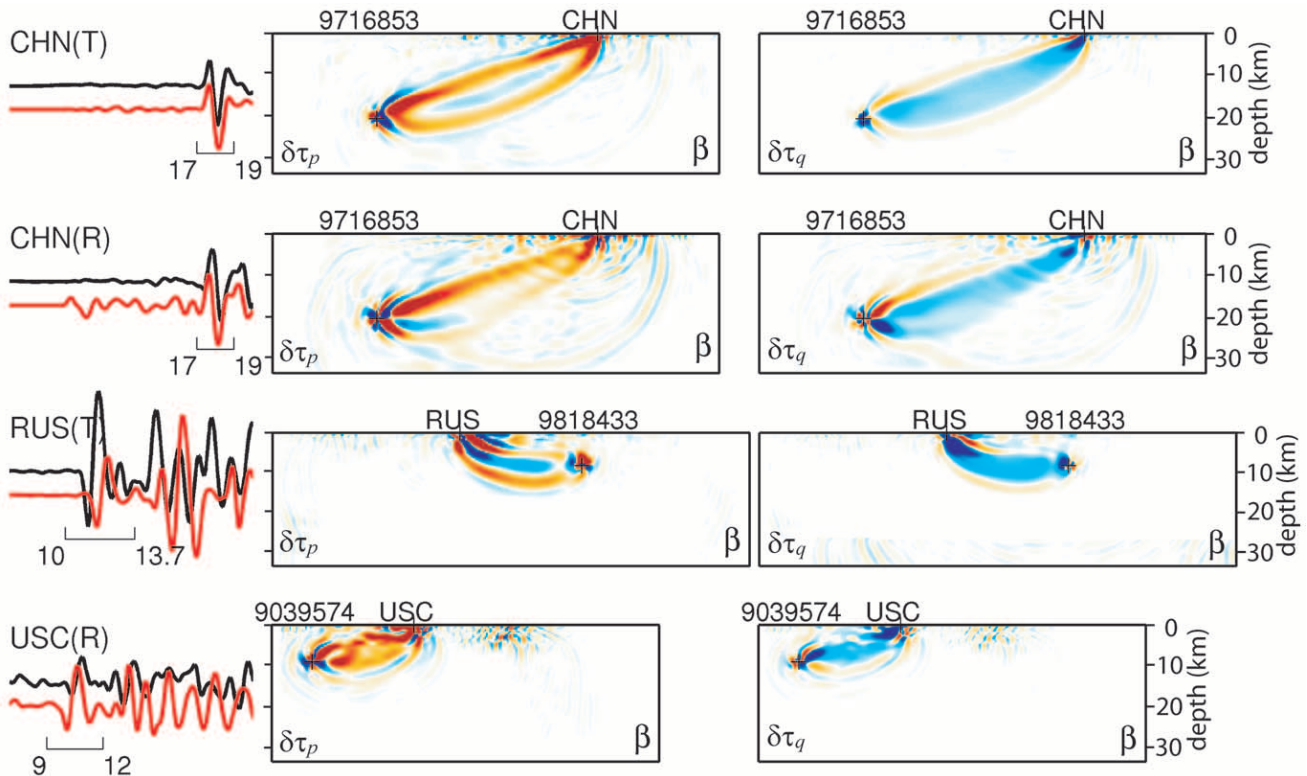 9716853 CHN 9716853 CHN
CHN(T)
0
10
20
30
depth (km)
17 19
δτp β δτq β
9716853 CHN 9716853 CHN
CHN(R)
0
10
20
30
depth (km)
17 19
δτp β δτq β
RUS 9818433 RUS 9818433
RUS(T)
0
10
20
30
depth (km)
10 13.7
δτp β δτq β
9039574 USC 9039574 USC
USC(R)
0
10
20
30
depth (km)
9 12
δτp β δτq β